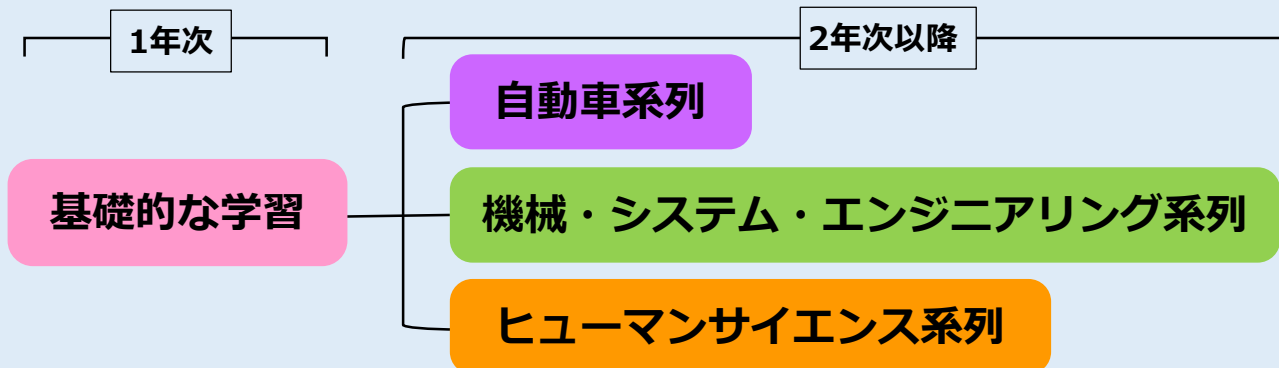 1年次
2年次以降
自動車系列
基礎的な学習
機械・システム・エンジニアリング系列
ヒューマンサイエンス系列